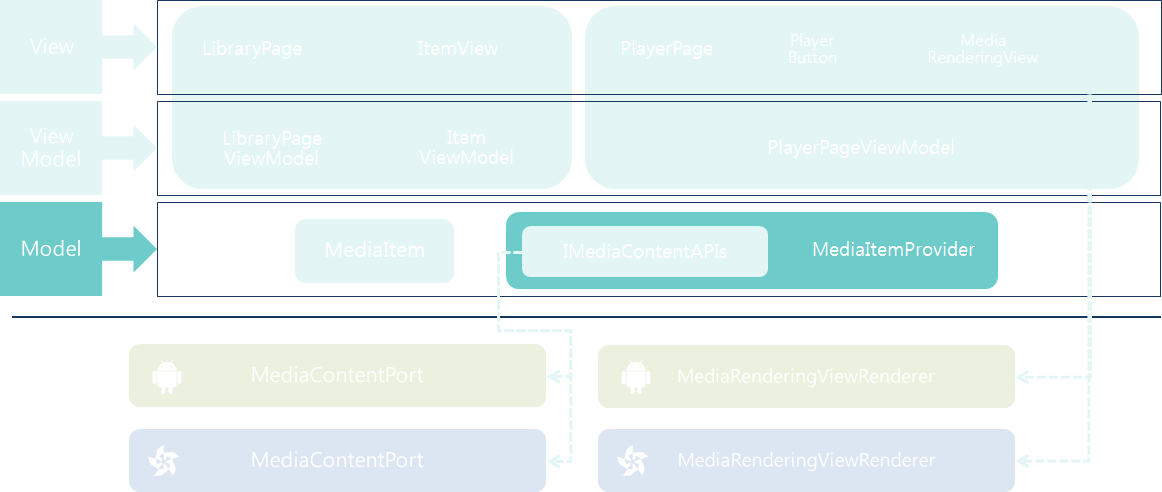 View
LibraryPage
ItemView
PlayerPage
Player
Button
Media
RenderingView
View
Model
LibraryPage
ViewModel
Item
ViewModel
PlayerPageViewModel
Model
MediaItem
IMediaContentAPIs
MediaItemProvider
MediaContentPort
MediaRenderingViewRenderer
MediaContentPort
MediaRenderingViewRenderer